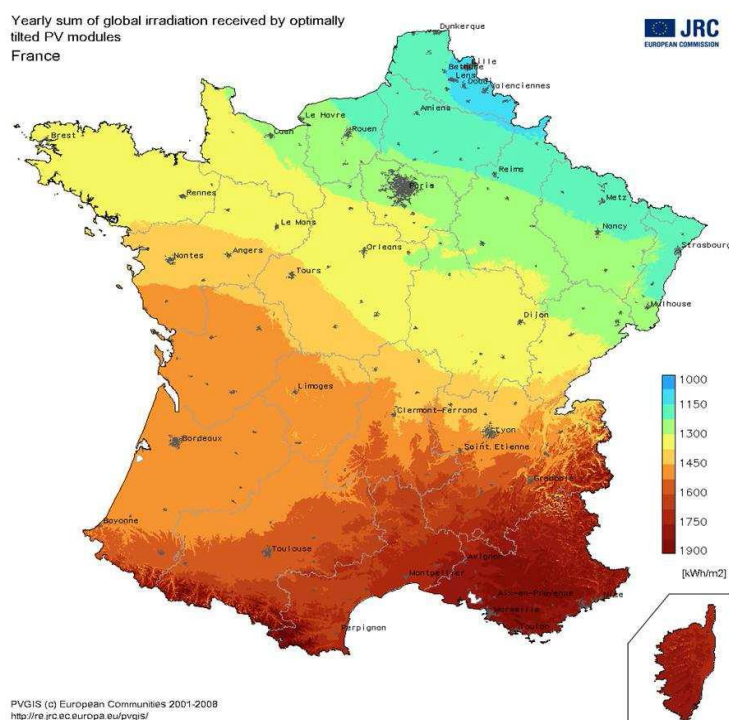 Yearly sum of global irradiation received by optimally
tilted PV modules
France
JRC
EUROPEAN COMMISSION
Dunkerque
Lille
Lens
Valenciennes
Amiens
Le Havre
Rouen
Caen
Reims
Paris
Metz
Nancy
Strasbourg
Brest
Rennes
Le Mans
Orleans
Nantes
Angers
Tours
Mulhouse
Dijon
Limoges
Clermont-Ferrand
Lyon
Saint Etienne
Bordeaux
Grenoble
Bayonne
Toulouse
Montpellier
Avignon
Aix-en-Provence
Nice
Marseille
Toulon
Perpignan
1000
1150
1300
1450
1600
1750
1900
[kWh/m2]
PVGIS (c) European Communities 2001-2008
http://re.jrc.ec.europa.eu/pvgis/